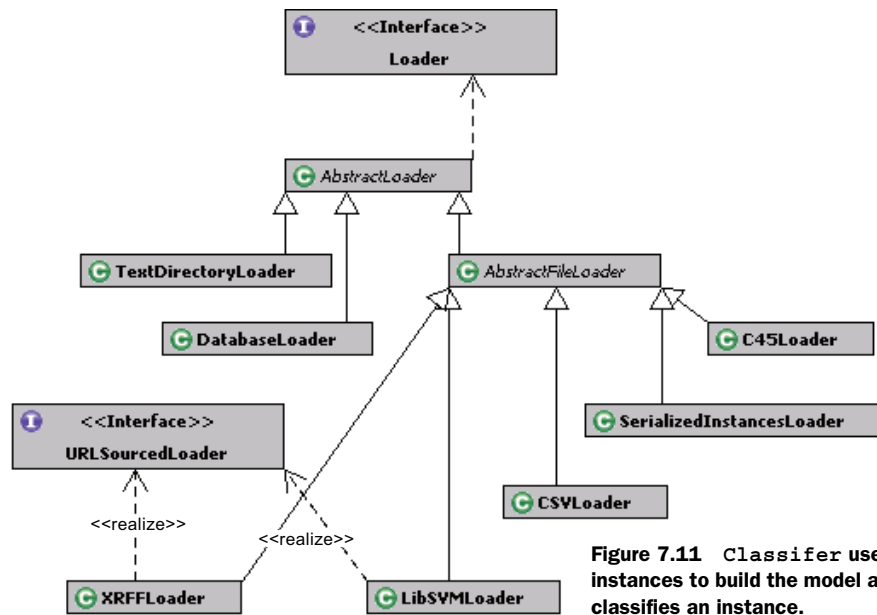 I
<<Interface>>
Loader
C AbstractLoader
C TextDirectoryLoader
C AbstractFileLoader
C DatabaseLoader
C C45Loader
I
<<Interface>>
URLSourcedLoader
C SerializedInstancesLoader
C CSVLoader
<<realize>>
<<realize>>
C XRFFLoader
C LibSVMLoader
Figure 7.11 Classifer use
instances to build the model a
classifies an instance.